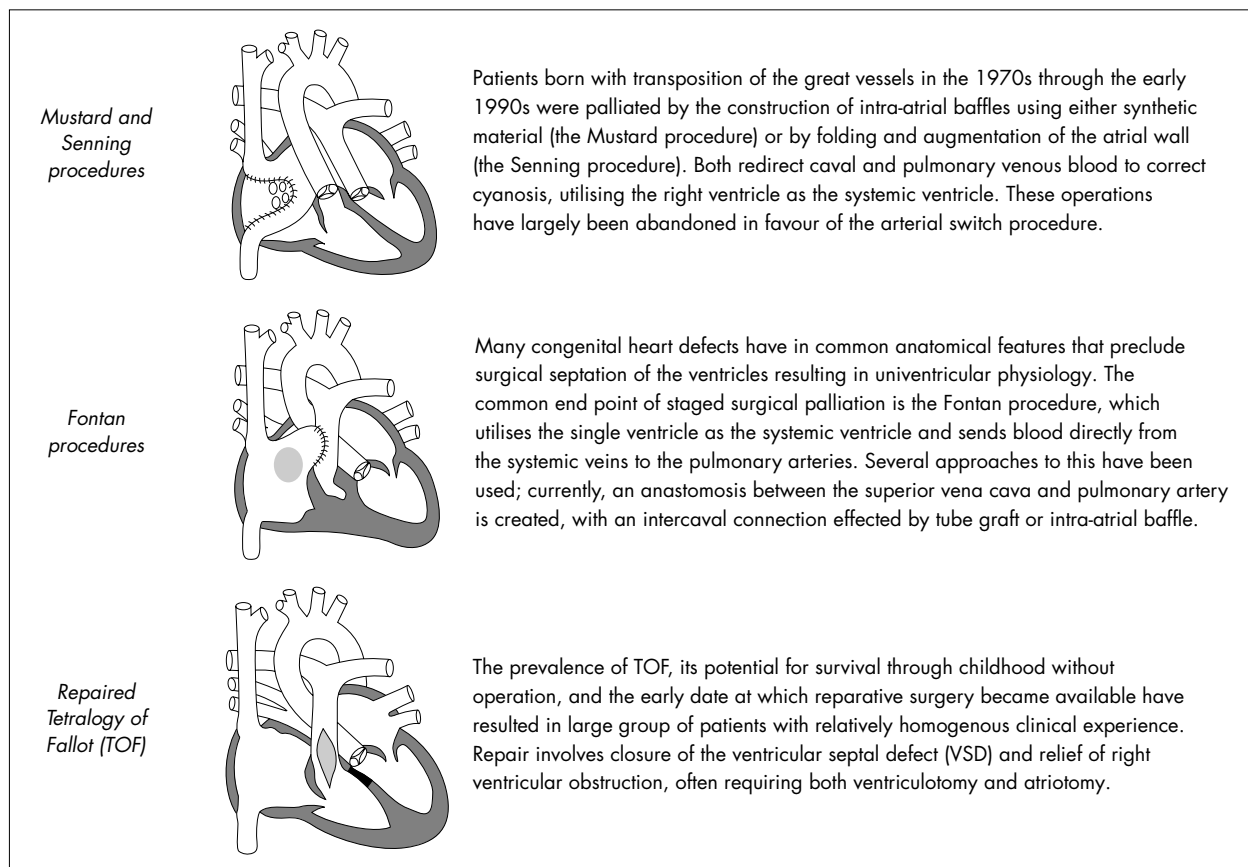 Mustard and
Senning
procedures
Patients born with transposition of the great vessels in the 1970s through the early
1990s were palliated by the construction of intra-atrial baffles using either synthetic
material (the Mustard procedure) or by folding and augmentation of the atrial wall
(the Senning procedure). Both redirect caval and pulmonary venous blood to correct
cyanosis, utilising the right ventricle as the systemic ventricle. These operations
have largely been abandoned in favour of the arterial switch procedure.
Fontan
procedures
Many congenital heart defects have in common anatomical features that preclude
surgical septation of the ventricles resulting in univentricular physiology. The
common end point of staged surgical palliation is the Fontan procedure, which
utilises the single ventricle as the systemic ventricle and sends blood directly from
the systemic veins to the pulmonary arteries. Several approaches to this have been
used; currently, an anastomosis between the superior vena cava and pulmonary artery
is created, with an intercaval connection effected by tube graft or intra-atrial baffle.
Repaired
Tetralogy of
Fallot (TOF)
The prevalence of TOF, its potential for survival through childhood without
operation, and the early date at which reparative surgery became available have
resulted in large group of patients with relatively homogenous clinical experience.
Repair involves closure of the ventricular septal defect (VSD) and relief of right
ventricular obstruction, often requiring both ventriculotomy and atriotomy.